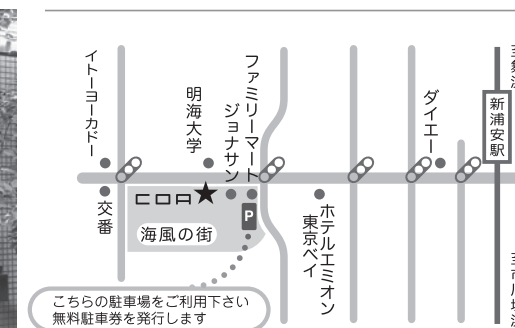 イトーヨーカドー
明海大学
ジョナサン
ファミリーマート
ダイエー
新浦安駅
交番
COA
P
海風の街
ホテルエミオン
東京ベイ
こちらの駐車場をご利用下さい
無料駐車券を発行します